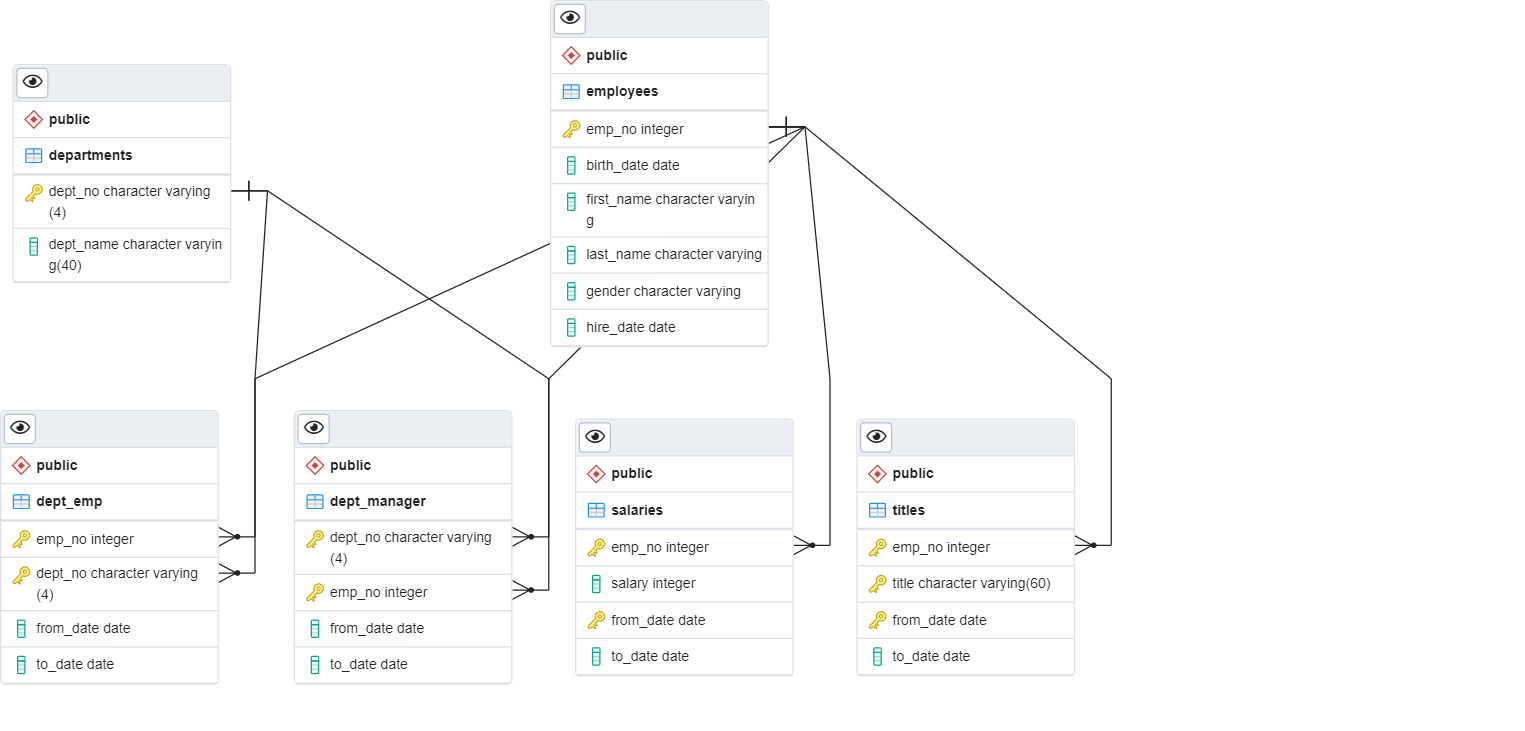 public
departments
dept_no character varying
(4)
dept_name character varyin
g(40)
public
employees
emp_no integer
birth_date date
first_name character varyin
g
last_name character varying
gender character varying
hire_date date
public
dept_emp
emp_no integer
dept_no character varying
(4)
from_date date
to_date date
public
dept_manager
dept_no character varying
(4)
emp_no integer
from_date date
to_date date
public
salaries
emp_no integer
salary integer
from_date date
to_date date
public
titles
emp_no integer
title character varying(60)
from_date date
to_date date